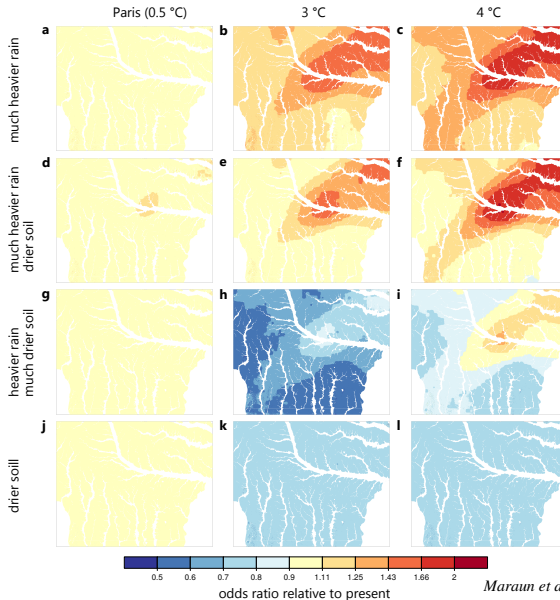 Paris (0.5 °C) 3 °C 4 °C
a b c
much heavier rain
d e f
much heavier rain
drier soil
g h i
heavier rain
much drier soil
j k l
drier soill
0.5 0.6 0.7 0.8 0.9 1.11 1.25 1.43 1.66 2
odds ratio relative to present
Maraun et a